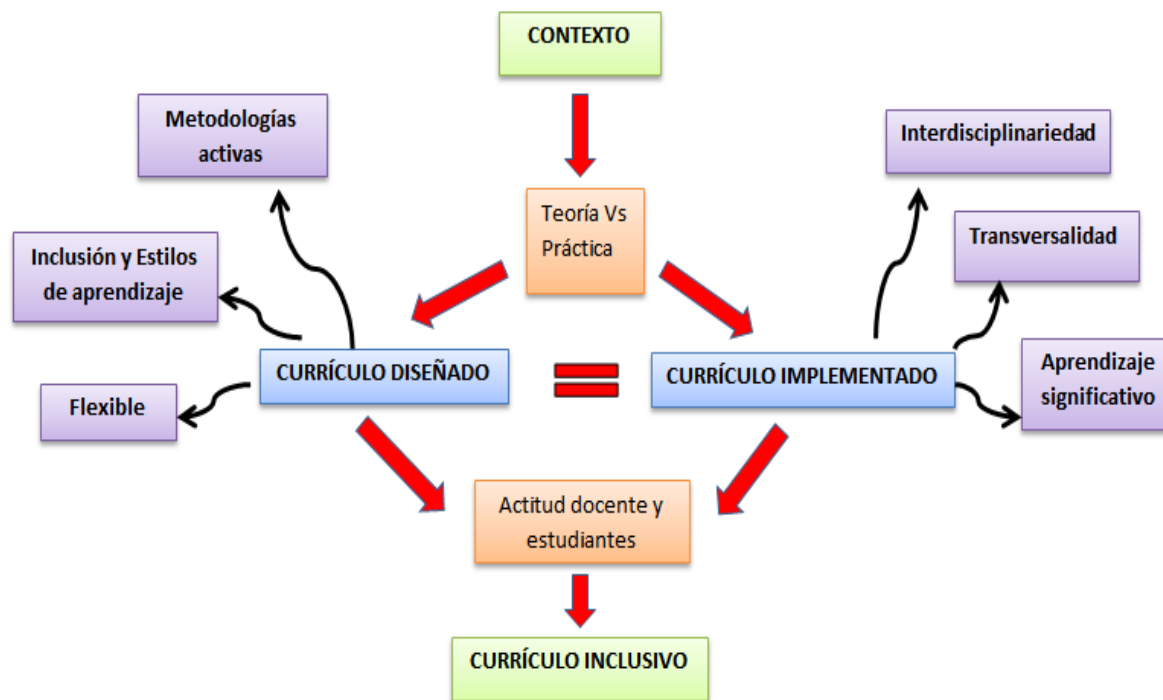 CONTEXTO
Metodologías
activas
Interdisciplinariedad
Teoría Vs
Práctica
Transversalidad
Inclusión y Estilos
de aprendizaje
CURRÍCULO DISEÑADO
CURRÍCULO IMPLEMENTADO
Aprendizaje
significativo
Flexible
Actitud docente y
estudiantes
CURRÍCULO INCLUSIVO